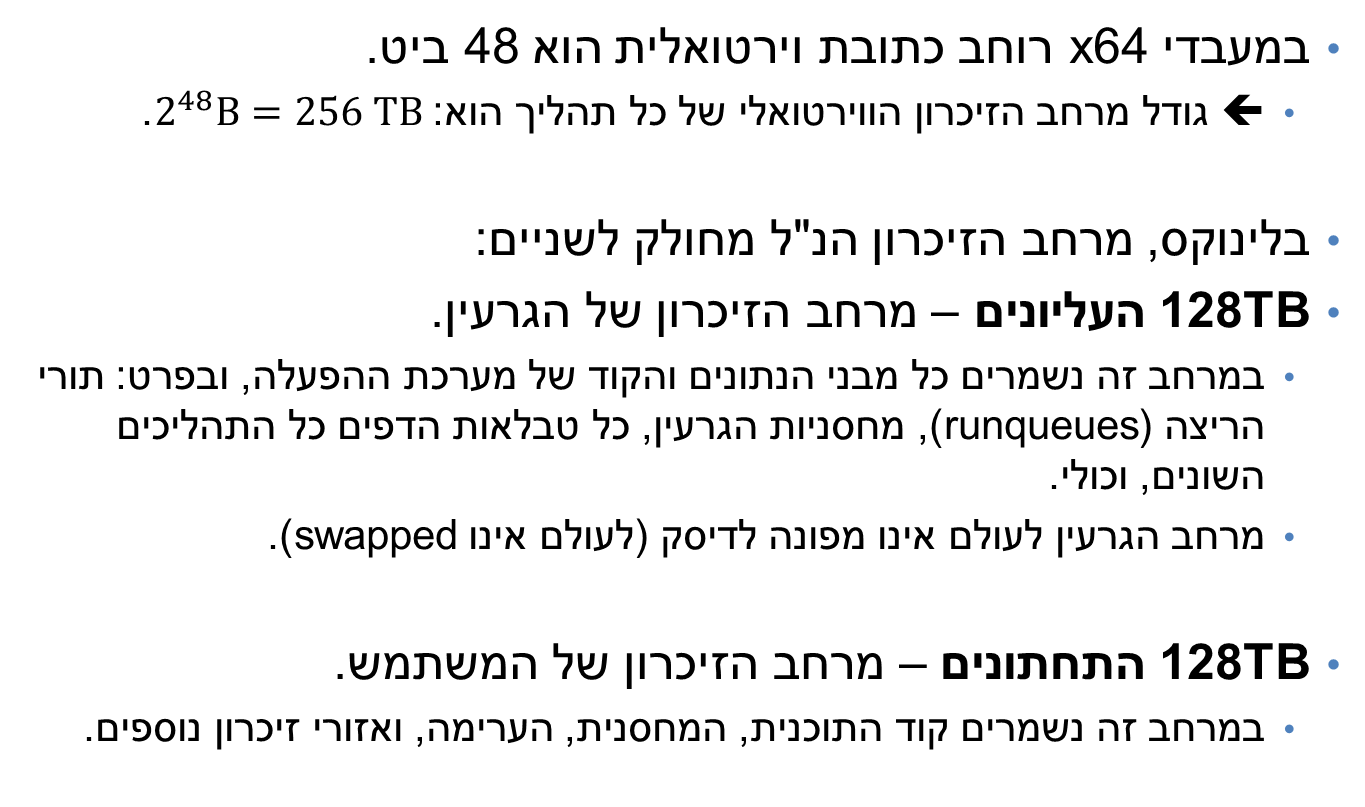 • במעבדי x64 רוחב כתובת וירטואלית הוא 48 ביט.
• 🡸 גודל מרחב הזיכרון הווירטואלי של כל תהליך הוא: 2⁴⁸B = 256 TB.
• בלינוקס, מרחב הזיכרון הנ"ל מחולק לשניים:
• 128TB העליונים – מרחב הזיכרון של הגרעין.
• במרחב זה נשמרים כל מבני הנתונים והקוד של מערכת ההפעלה, ובפרט: תורי
הריצה (runqueues), מחסניות הגרעין, כל טבלאות הדפים כל התהליכים
השונים, וכולי.
• מרחב הגרעין לעולם אינו מפונה לדיסק (לעולם אינו swapped).
• 128TB התחתונים – מרחב הזיכרון של המשתמש.
• במרחב זה נשמרים קוד התוכנית, המחסנית, הערימה, ואזורי זיכרון נוספים.